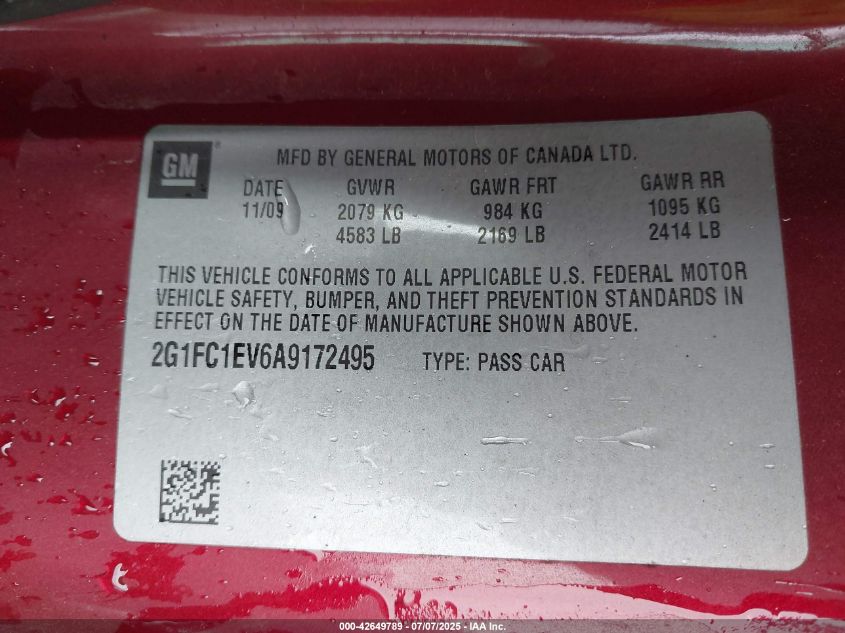 GM
MFD BY GENERAL MOTORS OF CANADA LTD.
DATE GVWR GAWR FRT GAWR RR
11/09 2079 KG 984 KG 1095 KG
4583 LB 2169 LB 2414 LB
THIS VEHICLE CONFORMS TO ALL APPLICABLE U.S. FEDERAL MOTOR
VEHICLE SAFETY, BUMPER, AND THEFT PREVENTION STANDARDS IN
EFFECT ON THE DATE OF MANUFACTURE SHOWN ABOVE.
2G1FC1EV6A9172495 TYPE: PASS CAR
000-42649789 - 07/07/2025 - IAA Inc.